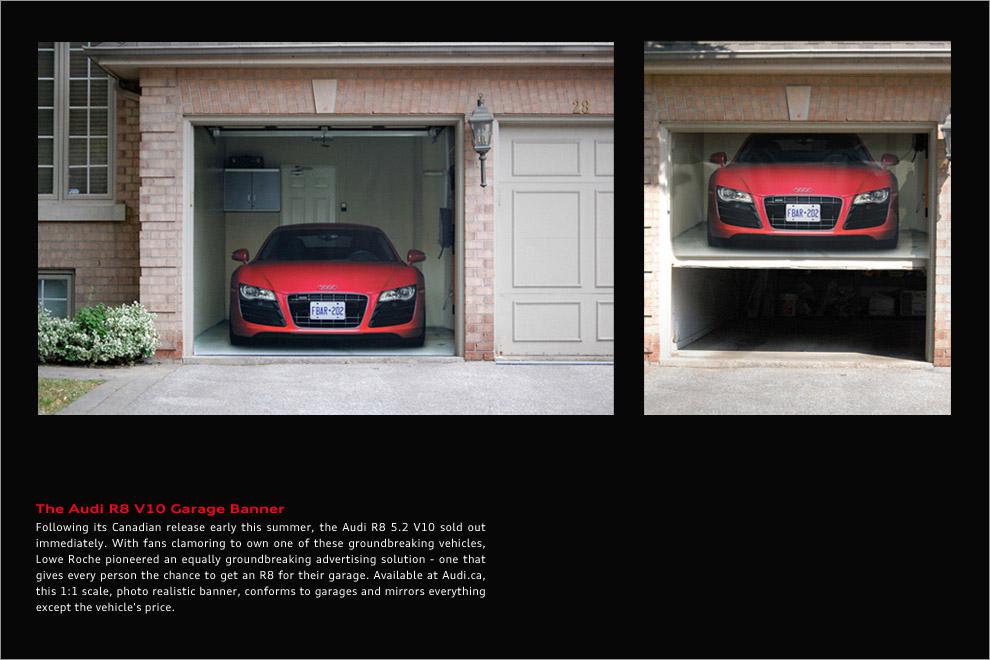 28
FBAR·202
FBAR·202
The Audi R8 V10 Garage Banner
Following its Canadian release early this summer, the Audi R8 5.2 V10 sold out
immediately. With fans clamoring to own one of these groundbreaking vehicles,
Lowe Roche pioneered an equally groundbreaking advertising solution - one that
gives every person the chance to get an R8 for their garage. Available at Audi.ca,
this 1:1 scale, photo realistic banner, conforms to garages and mirrors everything
except the vehicle's price.